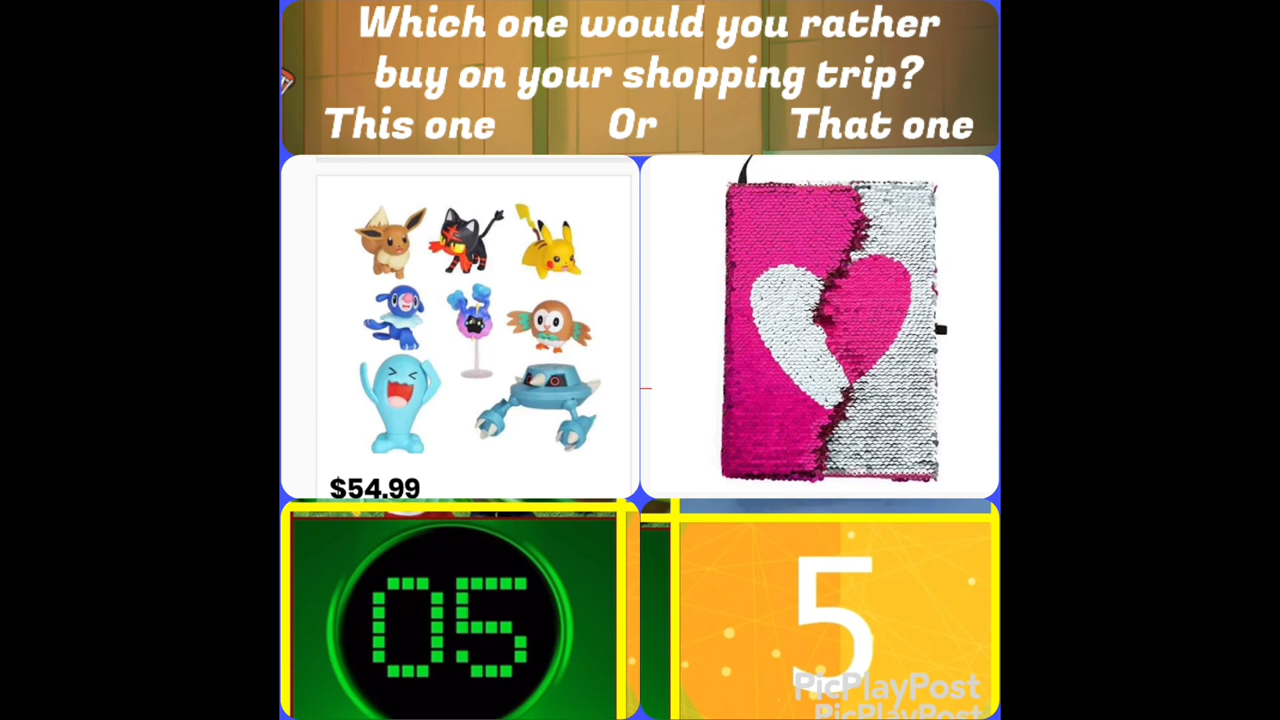 Which one would you rather
buy on your shopping trip?
This one Or That one
$54.99
05
5
PicPlayPost
PicPlayPost